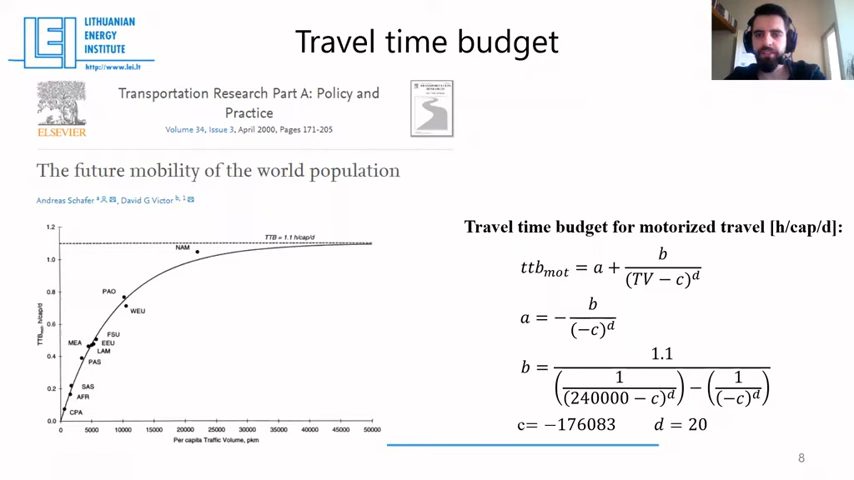 LITHUANIAN
ENERGY
INSTITUTE
http://www.lei.lt
LEI
Travel time budget
ELSEVIER
Transportation Research Part A: Policy and
Practice
Volume 34, Issue 3, April 2000, Pages 171-205
The future mobility of the world population
Andreas Schafer a, David G Victor b, 1
1.2
1.0
0.8
0.6
0.4
0.2
0.0
TTBmot, h/cap/d
TTB = 1.1 h/cap/d
NAM
PAO
WEU
FSU
MEA
EEU
LAM
PAS
SAS
AFR
CPA
0 5000 10000 15000 20000 25000 30000 35000 40000 45000 50000
Per capita Traffic Volume, pkm
Travel time budget for motorized travel [h/cap/d]:
ttb_mot = a + b / (TV − c)^d
a = − b / (−c)^d
b = 1.1 / ((1 / (240000 − c)^d) − (1 / (−c)^d))
c= −176083 d = 20
8